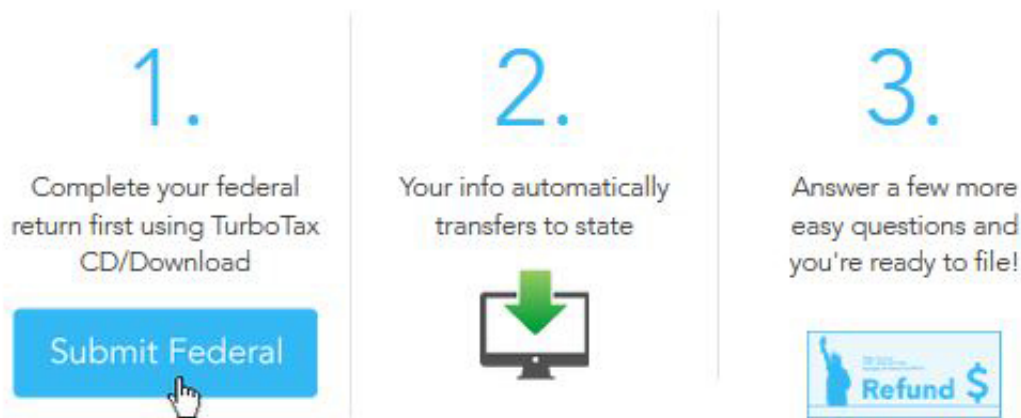 1.
Complete your federal
return first using TurboTax
CD/Download
Submit Federal
2.
Your info automatically
transfers to state
3.
Answer a few more
easy questions and
you're ready to file!
Refund $